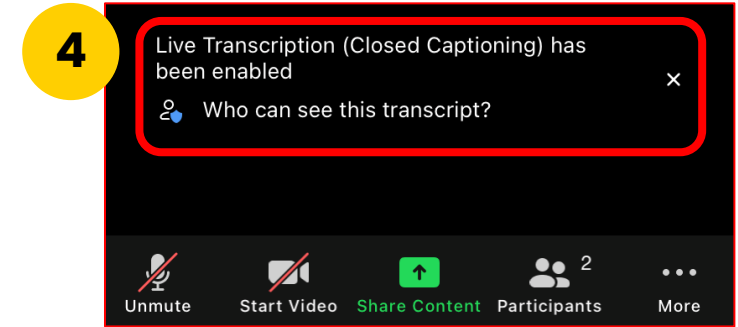 4
Live Transcription (Closed Captioning) has
been enabled
Who can see this transcript?
2
Unmute Start Video Share Content Participants More